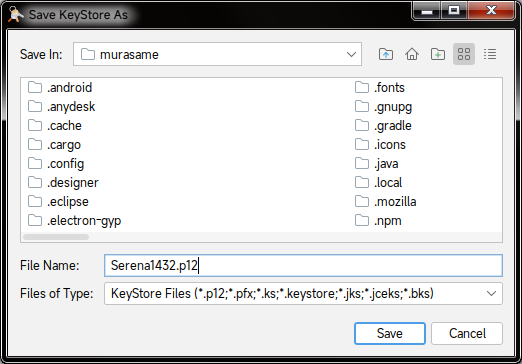 Save KeyStore As
Save In: murasame
.android .fonts
.anydesk .gnupg
.cache .gradle
.cargo .icons
.config .java
.designer .local
.eclipse .mozilla
.electron-gyp .npm
File Name: Serena1432.p12
Files of Type: KeyStore Files (*.p12;*.pfx;*.ks;*.keystore;*.jks;*.jceks;*.bks)
Save Cancel